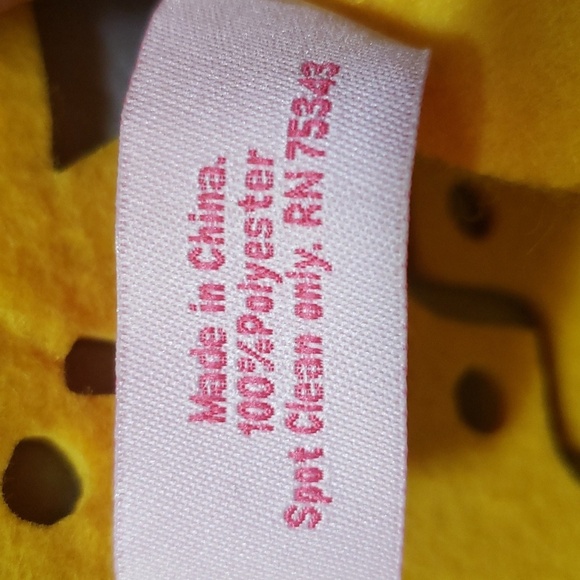 Made in China.
100%Polyester
Spot Clean only. RN 75343